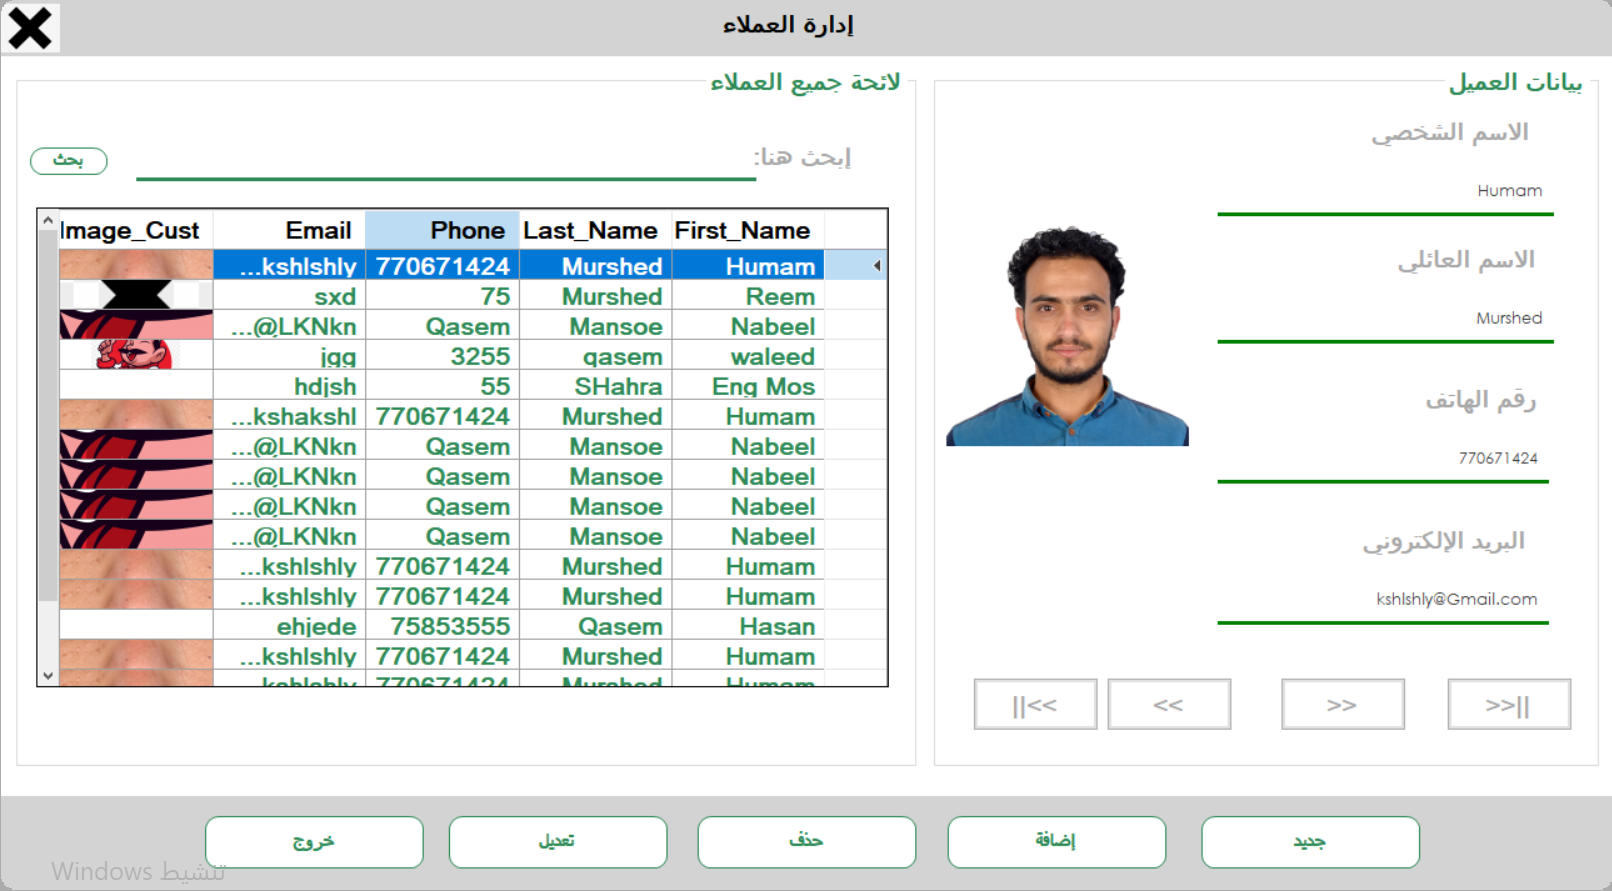 إدارة العملاء
بيانات العميل
الاسم الشخصي
Humam
الاسم العائلي
Murshed
رقم الهاتف
770671424
البريد الإلكتروني
kshlshly@Gmail.com
||<< << >> >>||
لائحة جميع العملاء
إبحث هنا:
بحث
Image_Cust Email Phone Last_Name First_Name
...kshlshly 770671424 Murshed Humam
sxd 75 Murshed Reem
...@LKNkn Qasem Mansoe Nabeel
jgg 3255 qasem waleed
hdjsh 55 SHahra Eng Mos
...kshakshl 770671424 Murshed Humam
...@LKNkn Qasem Mansoe Nabeel
...@LKNkn Qasem Mansoe Nabeel
...@LKNkn Qasem Mansoe Nabeel
...@LKNkn Qasem Mansoe Nabeel
...kshlshly 770671424 Murshed Humam
...kshlshly 770671424 Murshed Humam
ehjede 75853555 Qasem Hasan
...kshlshly 770671424 Murshed Humam
...kshlshly 770671424 Murshed Humam
جديد
إضافة
حذف
تعديل
خروج
تنشيط Windows